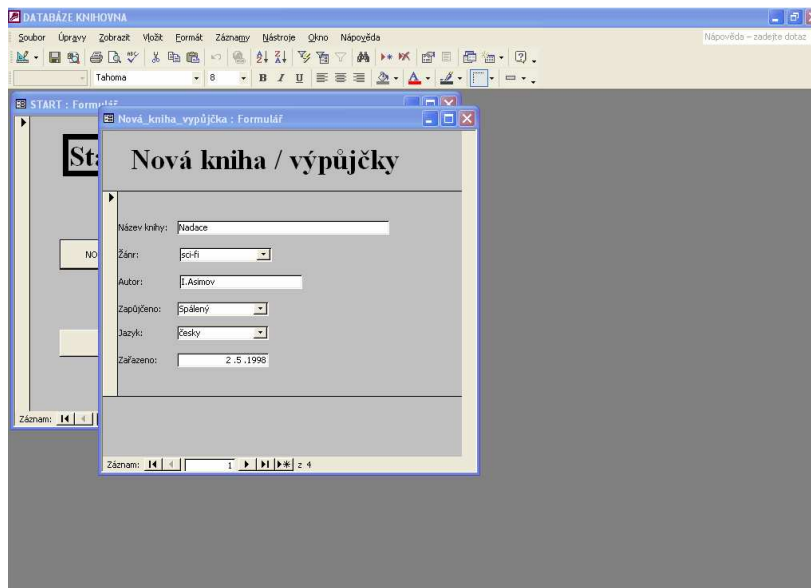 DATABÁZE KNIHOVNA
Soubor Úpravy Zobrazit Vložit Formát Záznamy Nástroje Okno Nápověda Nápověda – zadejte dotaz
Tahoma 8 B I U
START : Formulář
Nová_kniha_vypůjčka : Formulář
Nová kniha / výpůjčky
Název knihy: Nadace
NO
Žánr: sci-fi
Autor: I.Asimov
Zapůjčeno: Spálený
Jazyk: česky
Zařazeno: 2 .5 .1998
Záznam:
Záznam: 1 z 4